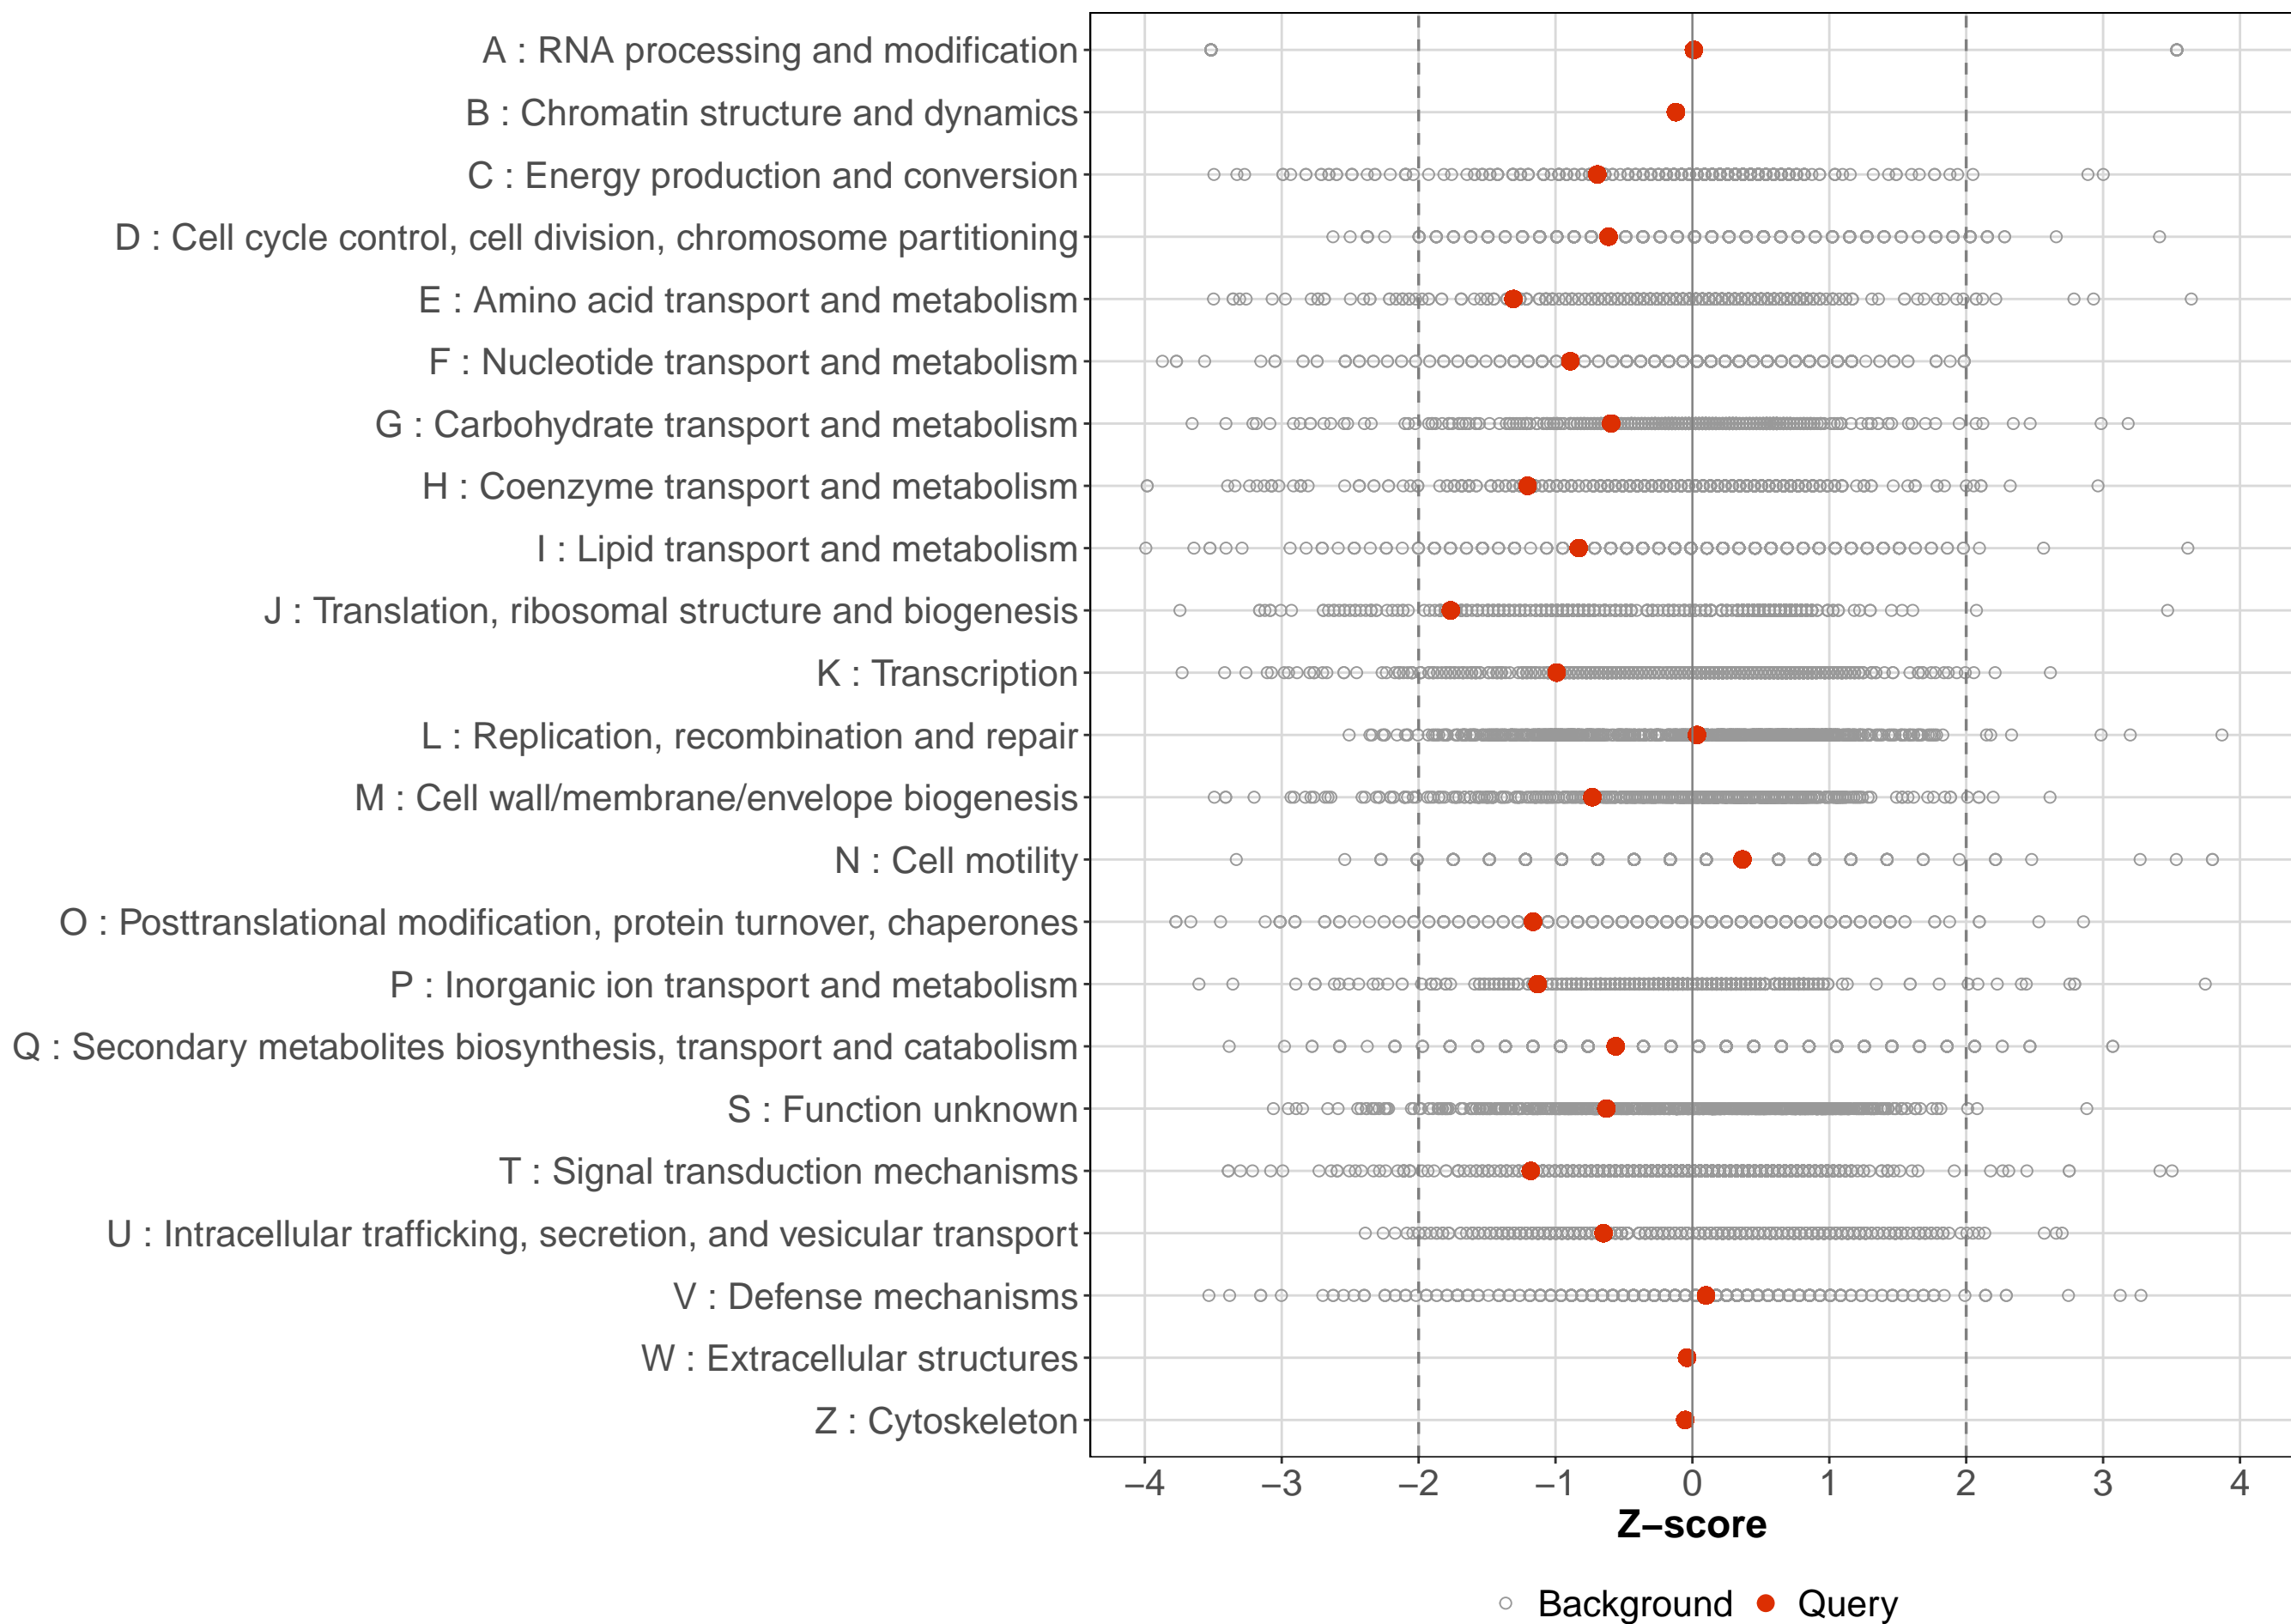 A : RNA processing and modification
B : Chromatin structure and dynamics
C : Energy production and conversion
D : Cell cycle control, cell division, chromosome partitioning
E : Amino acid transport and metabolism
F : Nucleotide transport and metabolism
G : Carbohydrate transport and metabolism
H : Coenzyme transport and metabolism
I : Lipid transport and metabolism
J : Translation, ribosomal structure and biogenesis
K : Transcription
L : Replication, recombination and repair
M : Cell wall/membrane/envelope biogenesis
N : Cell motility
O : Posttranslational modification, protein turnover, chaperones
P : Inorganic ion transport and metabolism
Q : Secondary metabolites biosynthesis, transport and catabolism
S : Function unknown
T : Signal transduction mechanisms
U : Intracellular trafficking, secretion, and vesicular transport
V : Defense mechanisms
W : Extracellular structures
Z : Cytoskeleton
−4 −3 −2 −1 0 1 2 3 4
Z−score
Background Query